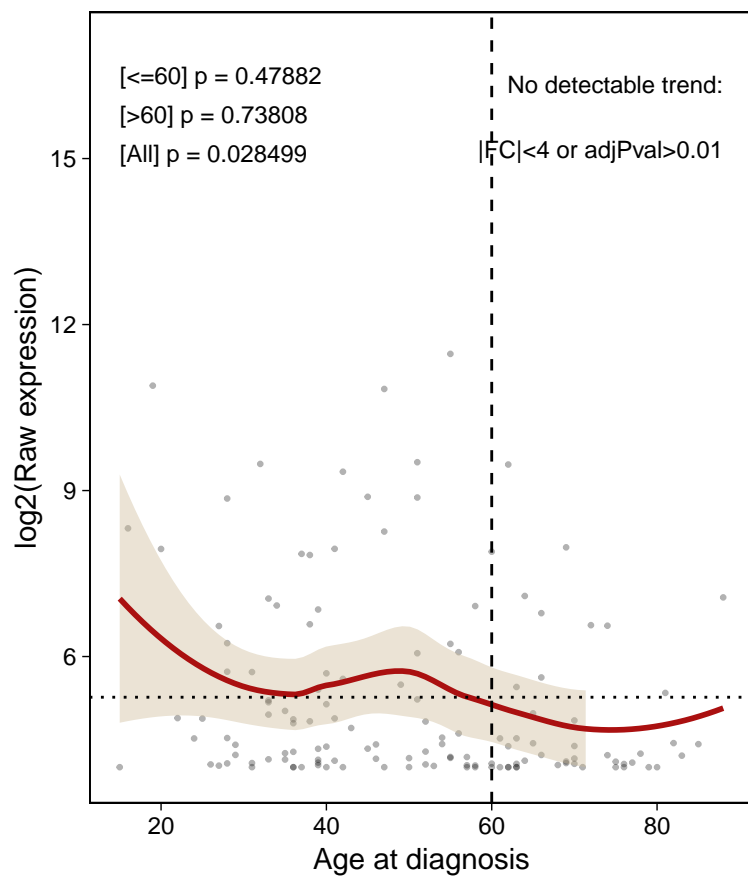 [<=60] p = 0.47882
[>60] p = 0.73808
[All] p = 0.028499
No detectable trend:
|FC|<4 or adjPval>0.01
log2(Raw expression)
15
12
9
6
20
40
60
80
Age at diagnosis